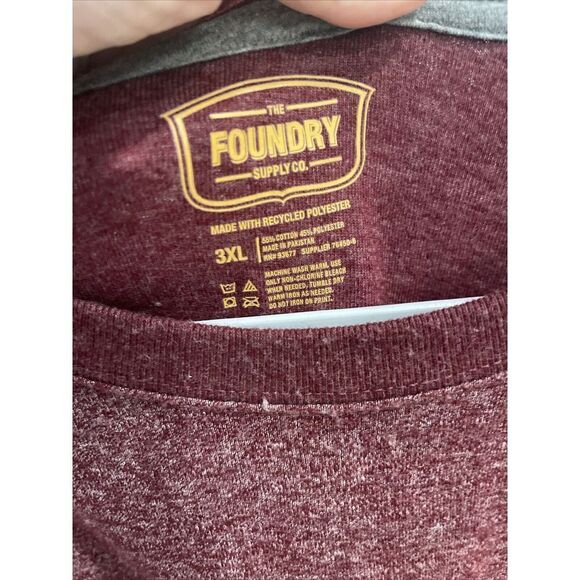 THE
FOUNDRY
SUPPLY CO.
MADE WITH RECYCLED POLYESTER
3XL
55% COTTON 45% POLYESTER
MADE IN PAKISTAN
RN# 93677 SUPPLIER
MACHINE WASH WARM, USE
ONLY NON-CHLORINE BLEACH
WHEN NEEDED, TUMBLE DRY
WARM IRON AS NEEDED.
DO NOT IRON ON PRINT.